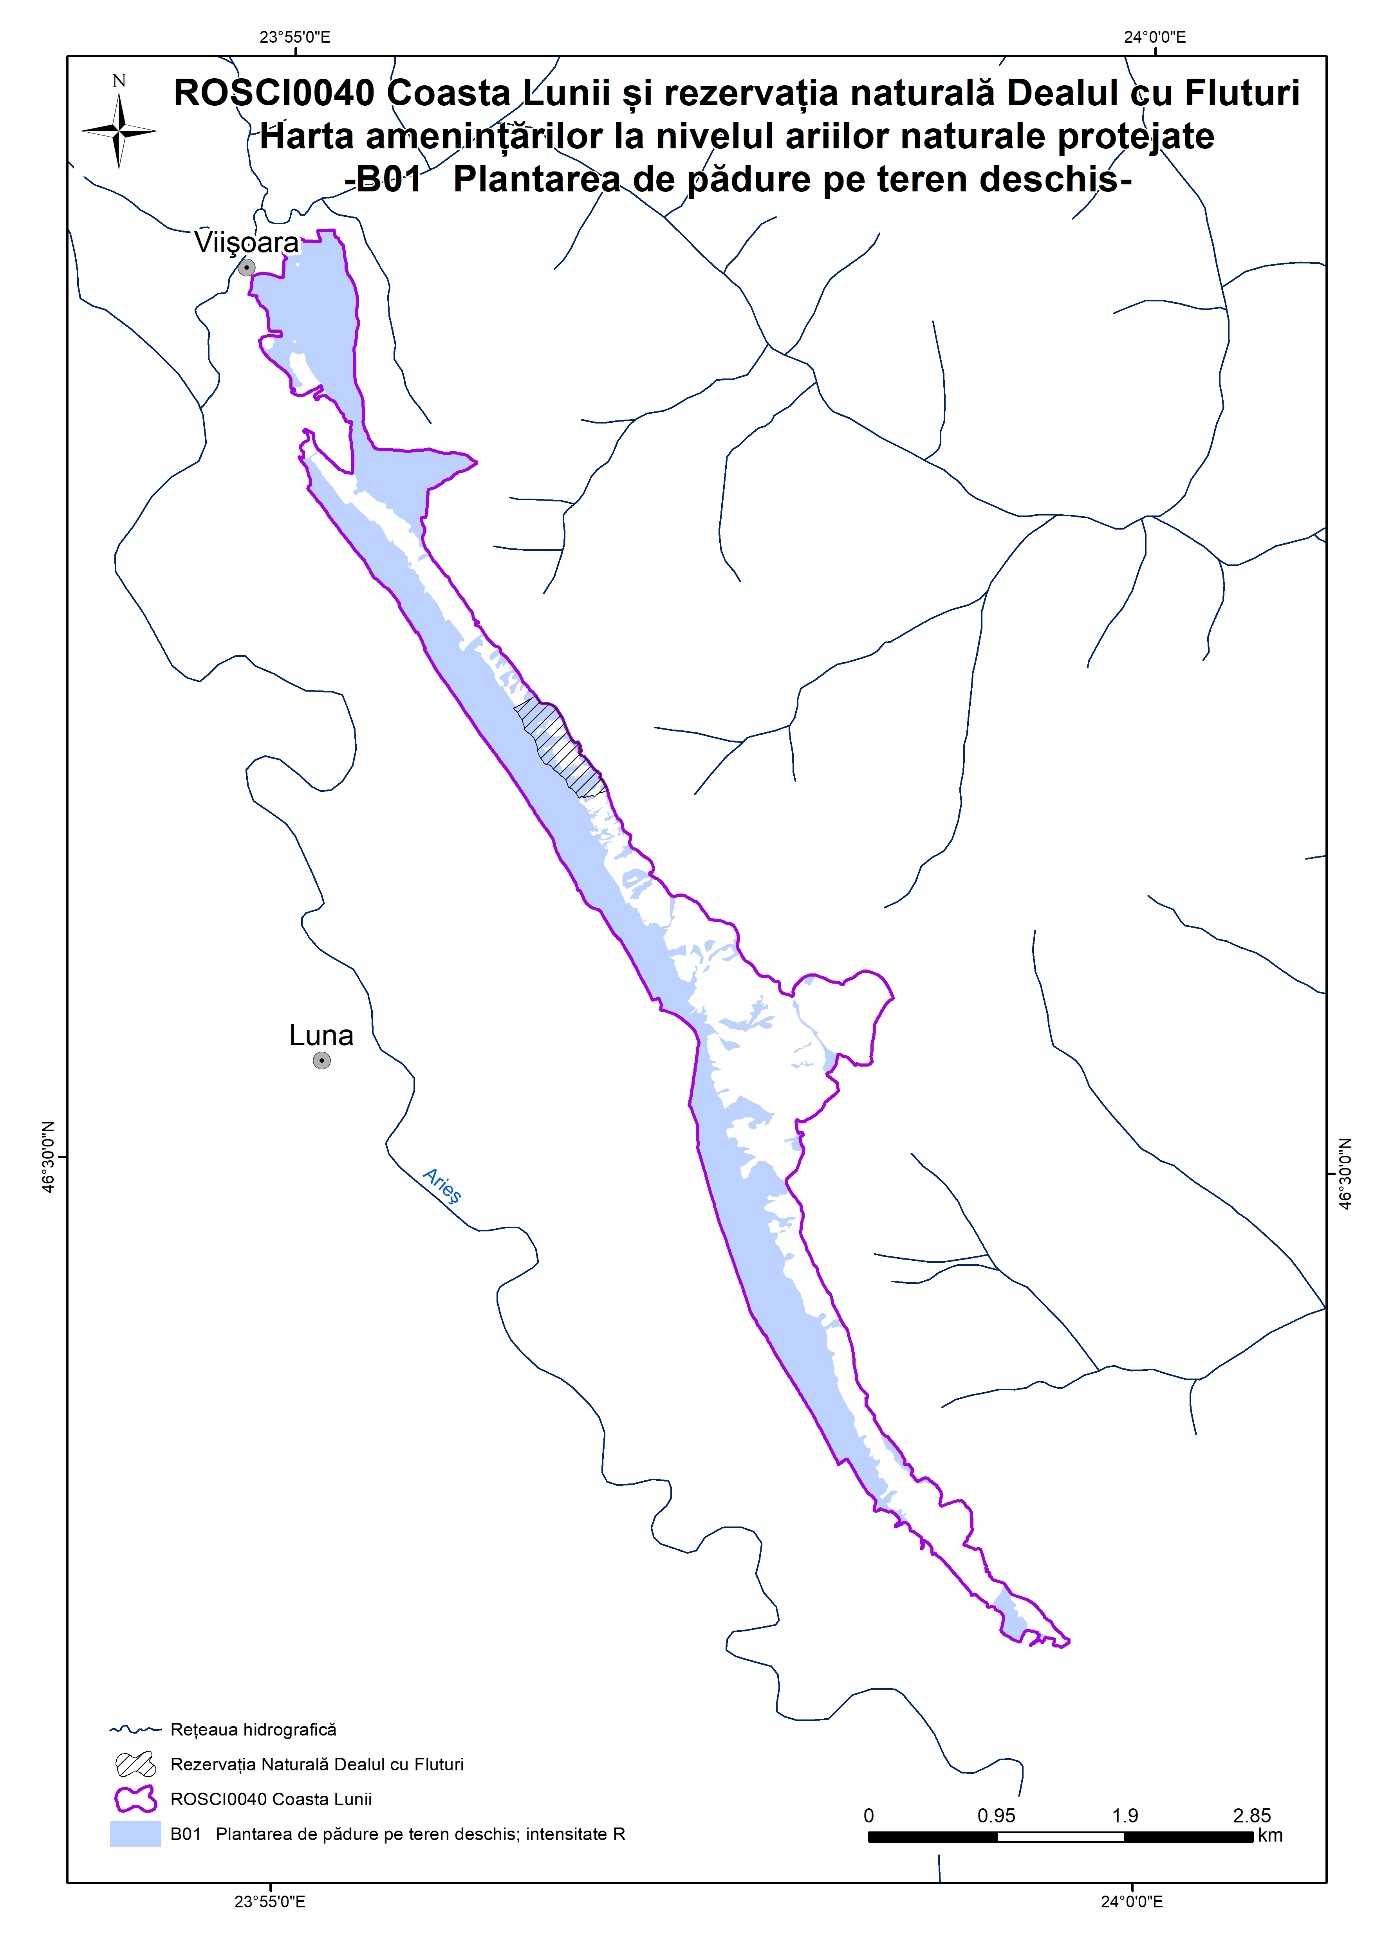 23°55'0"E
24°0'0"E
N
ROSCI0040 Coasta Lunii și rezervația naturală Dealul cu Fluturi
Harta amenințărilor la nivelul ariilor naturale protejate
-B01 Plantarea de pădure pe teren deschis-
Viişoara
Luna
46°30'0"N
46°30'0"N
Arieş
Rețeaua hidrografică
Rezervația Naturală Dealul cu Fluturi
ROSCI0040 Coasta Lunii
B01 Plantarea de pădure pe teren deschis; intensitate R
0 0.95 1.9 2.85
km
23°55'0"E
24°0'0"E